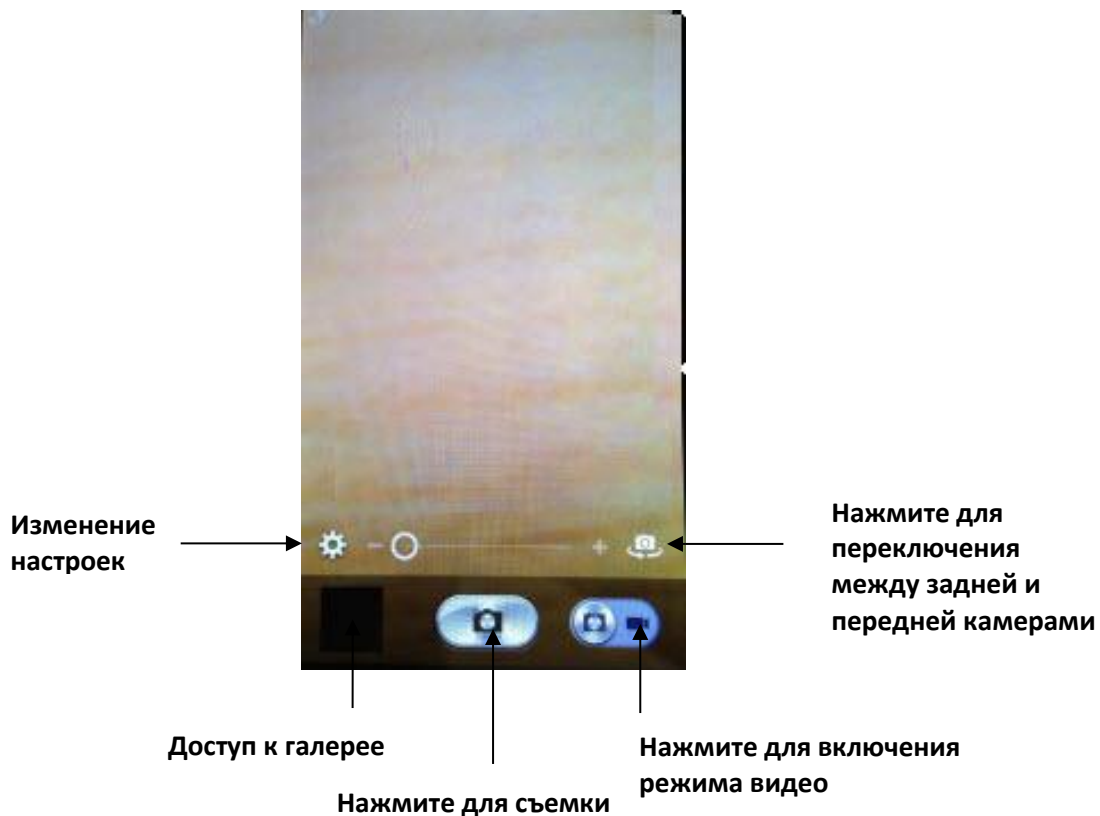 Изменение
настроек
Нажмите для
переключения
между задней и
передней камерами
Доступ к галерее
Нажмите для включения
режима видео
Нажмите для съемки